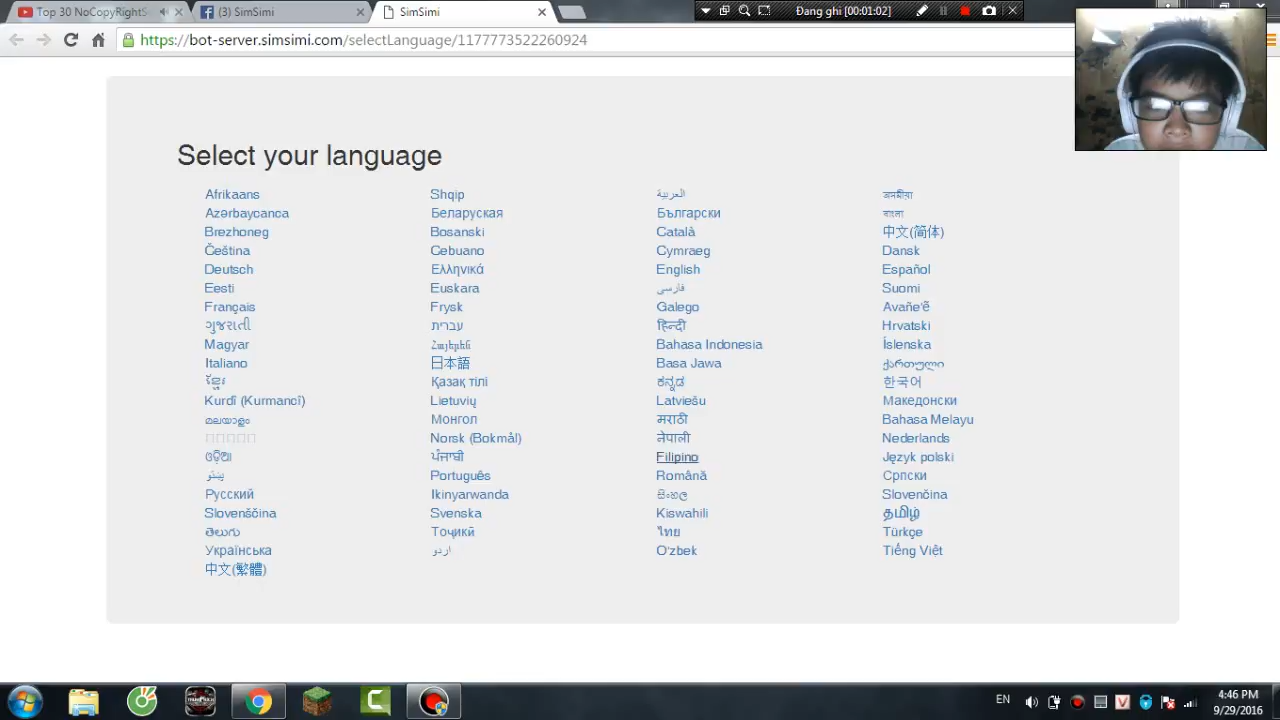 Top 30 NoCopyRightS
(3) SimSimi
SimSimi
Đang ghi [00:01:02]
https://bot-server.simsimi.com/selectLanguage/1177773522260924
Select your language
Afrikaans Shqip العربية অসমীয়া
Azərbaycanca Беларуская Български বাংলা
Brezhoneg Bosanski Català 中文(简体)
Čeština Cebuano Cymraeg Dansk
Deutsch Ελληνικά English Español
Eesti Euskara فارسی Suomi
Français Frysk Galego Avañe'ẽ
ગુજરાતી עברית हिन्दी Hrvatski
Magyar Հայերեն Bahasa Indonesia Íslenska
Italiano 日本語 Basa Jawa ქართული
ខ្មែរ Қазақ тілі ಕನ್ನಡ 한국어
Kurdî (Kurmancî) Lietuvių Latviešu Македонски
മലയാളം Монгол मराठी Bahasa Melayu
Norsk (Bokmål) नेपाली Nederlands
ଓଡ଼ିଆ ਪੰਜਾਬੀ Filipino Język polski
پښتو Português Română Српски
Русский Ikinyarwanda සිංහල Slovenčina
Slovenščina Svenska Kiswahili தமிழ்
తెలుగు Тоҷикӣ ไทย Türkçe
Українська اردو O'zbek Tiếng Việt
中文(繁體)
EN
4:46 PM
9/29/2016